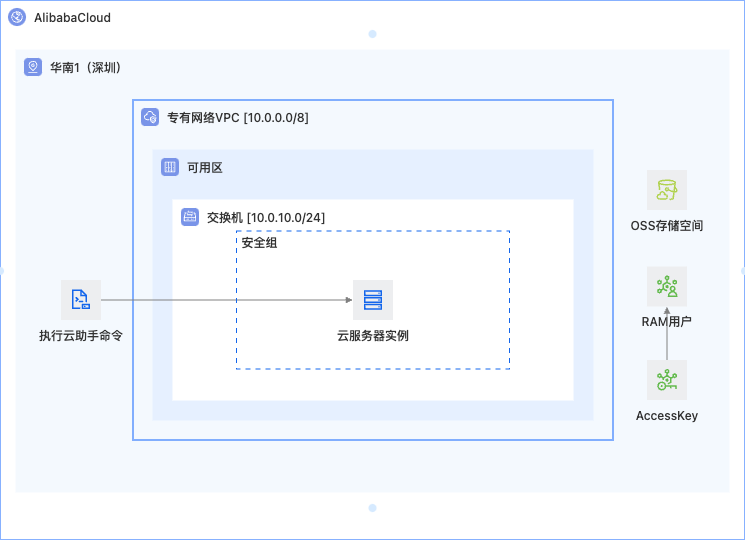 AlibabaCloud
华南1（深圳）
专有网络VPC [10.0.0.0/8]
可用区
交换机 [10.0.10.0/24]
安全组
OSS存储空间
执行云助手命令
云服务器实例
RAM用户
AccessKey